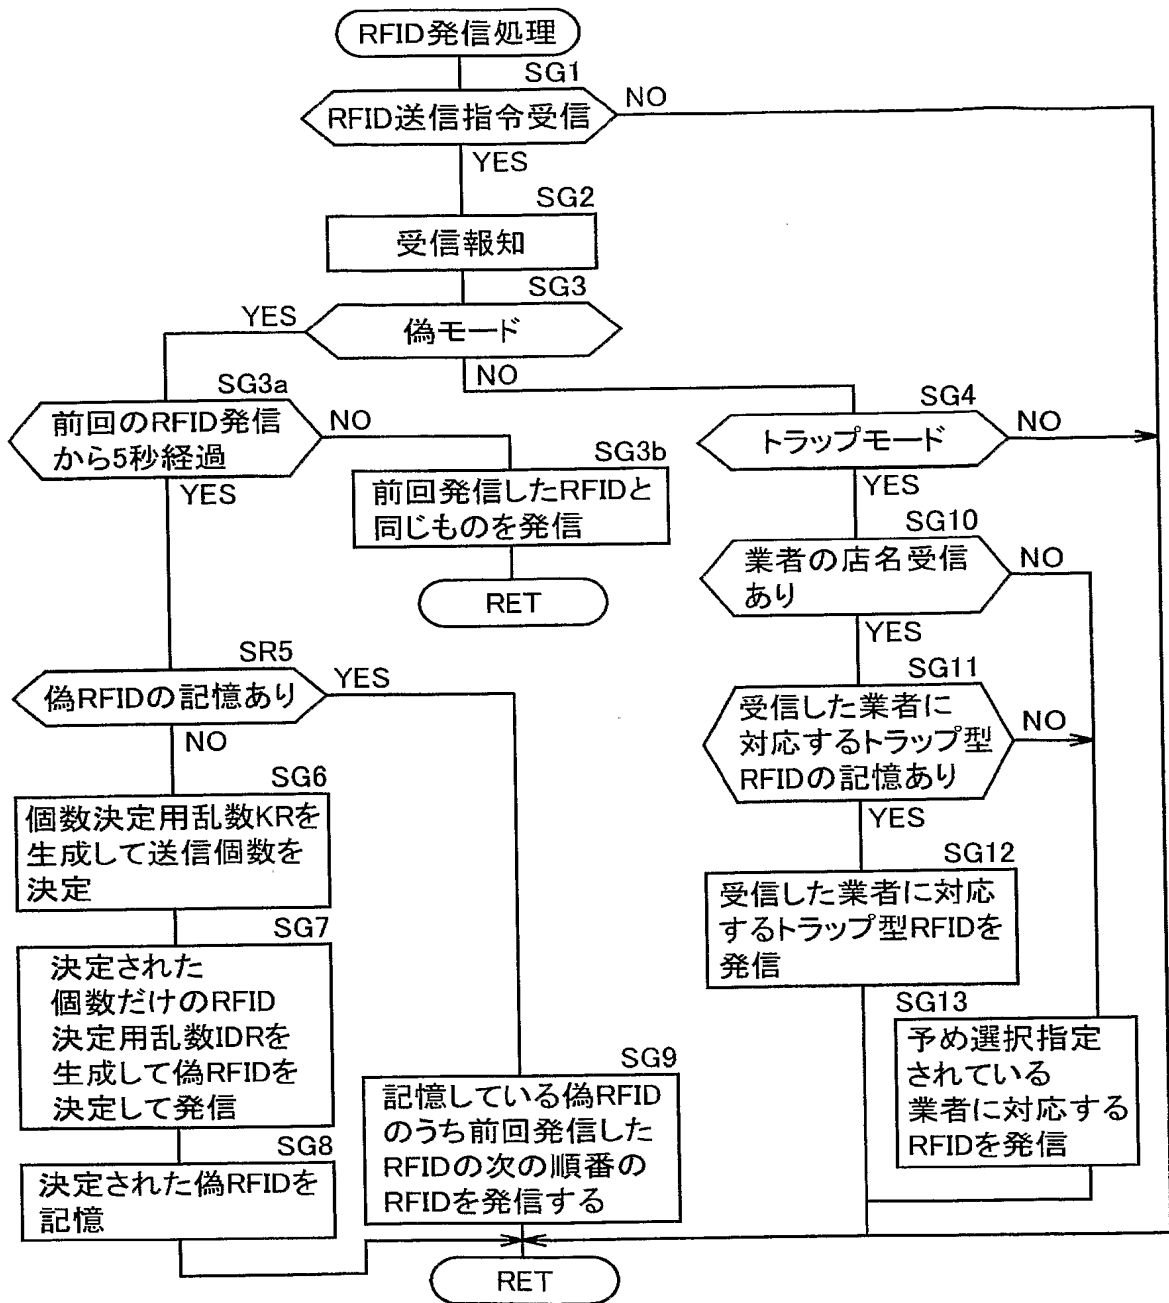 RFID発信処理
SG1
RFID送信指令受信
NO
YES
SG2
受信報知
SG3
偽モード
YES
NO
SG3a
前回のRFID発信
から5秒経過
NO
YES
SG3b
前回発信したRFIDと
同じものを発信
RET
SG4
トラップモード
NO
YES
SG10
業者の店名受信
あり
NO
YES
SR5
偽RFIDの記憶あり
YES
NO
SG11
受信した業者に
対応するトラップ型
RFIDの記憶あり
NO
YES
SG6
個数決定用乱数KRを
生成して送信個数を
決定
SG12
受信した業者に対応
するトラップ型RFIDを
発信
SG7
決定された
個数だけのRFID
決定用乱数IDRを
生成して偽RFIDを
決定して発信
SG13
予め選択指定
されている
業者に対応する
RFIDを発信
SG9
記憶している偽RFID
のうち前回発信した
RFIDの次の順番の
RFIDを発信する
SG8
決定された偽RFIDを
記憶
RET